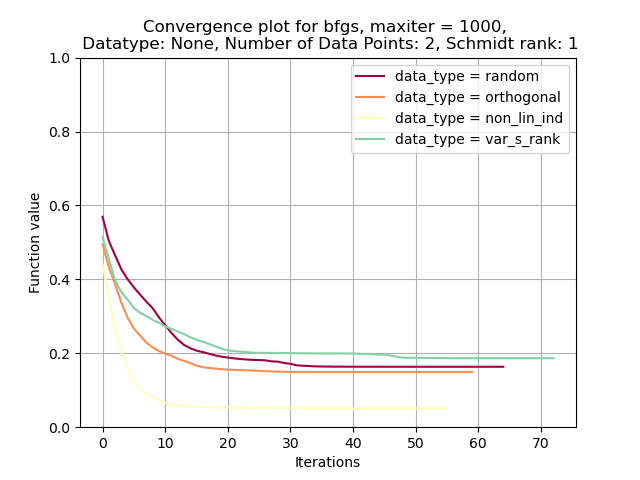 Convergence plot for bfgs, maxiter = 1000,
Datatype: None, Number of Data Points: 2, Schmidt rank: 1
data_type = random
data_type = orthogonal
data_type = non_lin_ind
data_type = var_s_rank
Function value
1.0
0.8
0.6
0.4
0.2
0.0
0 10 20 30 40 50 60 70
Iterations